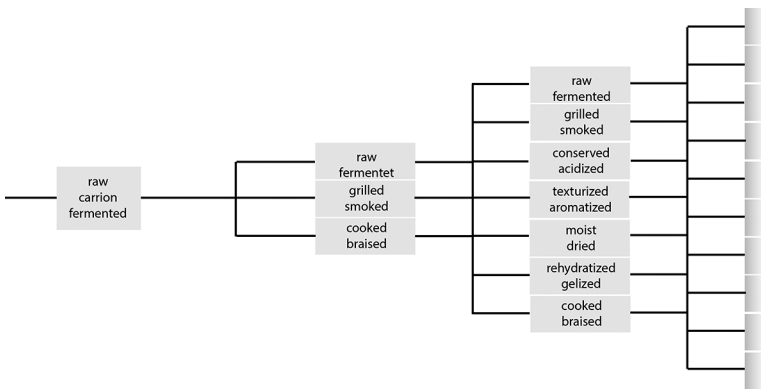 raw
carrion
fermented
raw
fermentet
grilled
smoked
cooked
braised
raw
fermented
grilled
smoked
conserved
acidized
texturized
aromatized
moist
dried
rehydratized
gelized
cooked
braised